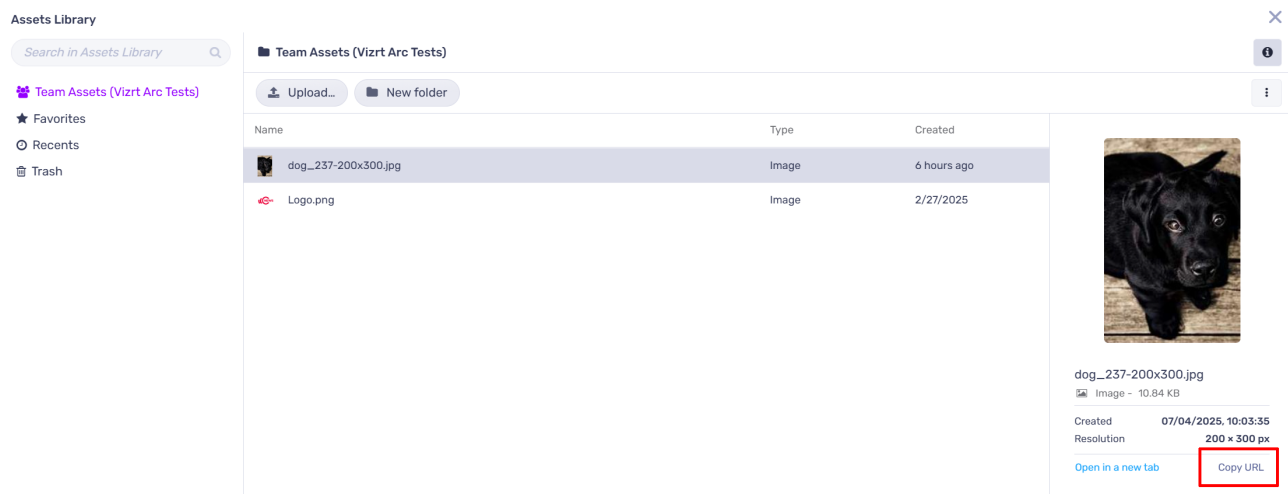 Assets Library
Search in Assets Library
Team Assets (Vizrt Arc Tests)
Favorites
Recents
Trash
Team Assets (Vizrt Arc Tests)
Upload...
New folder
Name Type Created
dog_237-200x300.jpg Image 6 hours ago
Logo.png Image 2/27/2025
dog_237-200x300.jpg
Image - 10.84 KB
Created 07/04/2025, 10:03:35
Resolution 200 × 300 px
Open in a new tab Copy URL